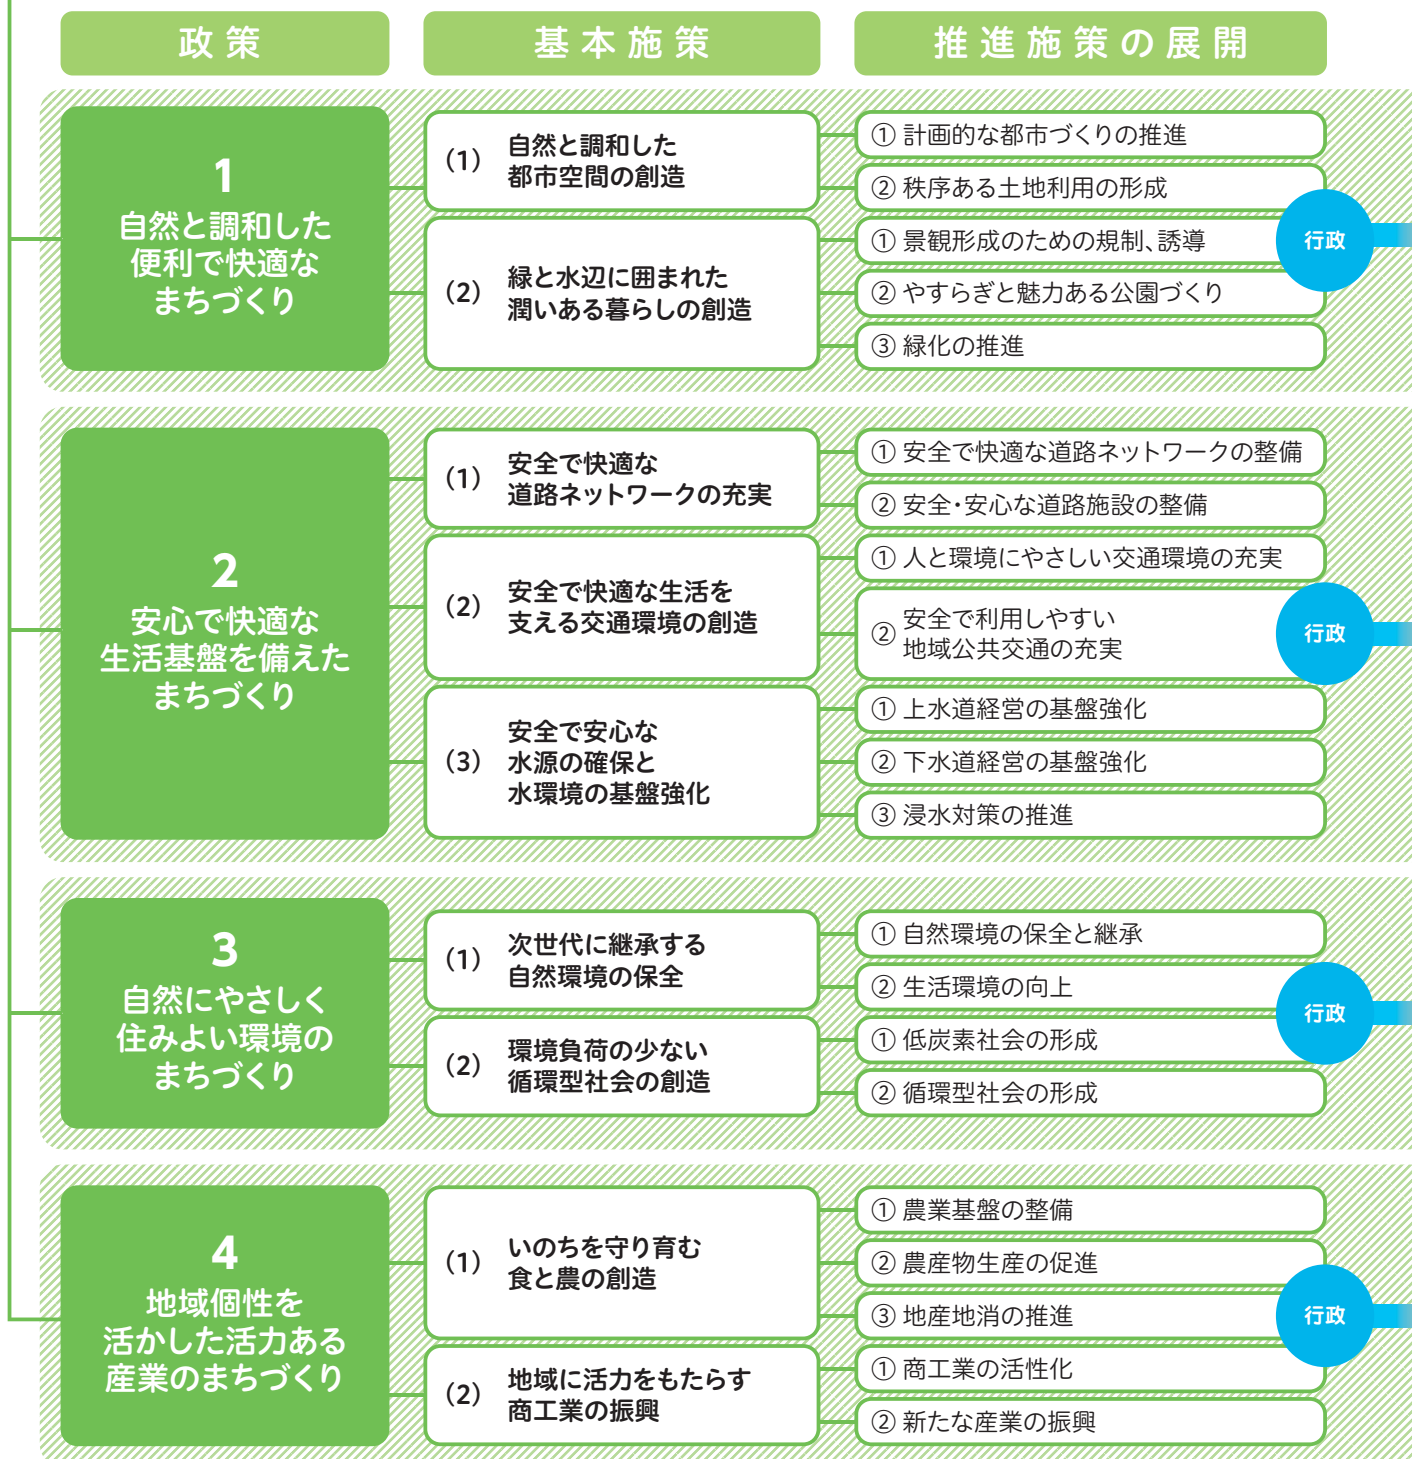 政策
基本施策
推進施策の展開
1
自然と調和した
便利で快適な
まちづくり
（1）
自然と調和した
都市空間の創造
① 計画的な都市づくりの推進
② 秩序ある土地利用の形成
（2）
緑と水辺に囲まれた
潤いある暮らしの創造
① 景観形成のための規制、誘導
② やすらぎと魅力ある公園づくり
③ 緑化の推進
行政
2
安心で快適な
生活基盤を備えた
まちづくり
（1）
安全で快適な
道路ネットワークの充実
① 安全で快適な道路ネットワークの整備
② 安全・安心な道路施設の整備
（2）
安全で快適な生活を
支える交通環境の創造
① 人と環境にやさしい交通環境の充実
② 安全で利用しやすい
地域公共交通の充実
（3）
安全で安心な
水源の確保と
水環境の基盤強化
① 上水道経営の基盤強化
② 下水道経営の基盤強化
③ 浸水対策の推進
行政
3
自然にやさしく
住みよい環境の
まちづくり
（1）
次世代に継承する
自然環境の保全
① 自然環境の保全と継承
② 生活環境の向上
（2）
環境負荷の少ない
循環型社会の創造
① 低炭素社会の形成
② 循環型社会の形成
行政
4
地域個性を
活かした活力ある
産業のまちづくり
（1）
いのちを守り育む
食と農の創造
① 農業基盤の整備
② 農産物生産の促進
③ 地産地消の推進
（2）
地域に活力をもたらす
商工業の振興
① 商工業の活性化
② 新たな産業の振興
行政